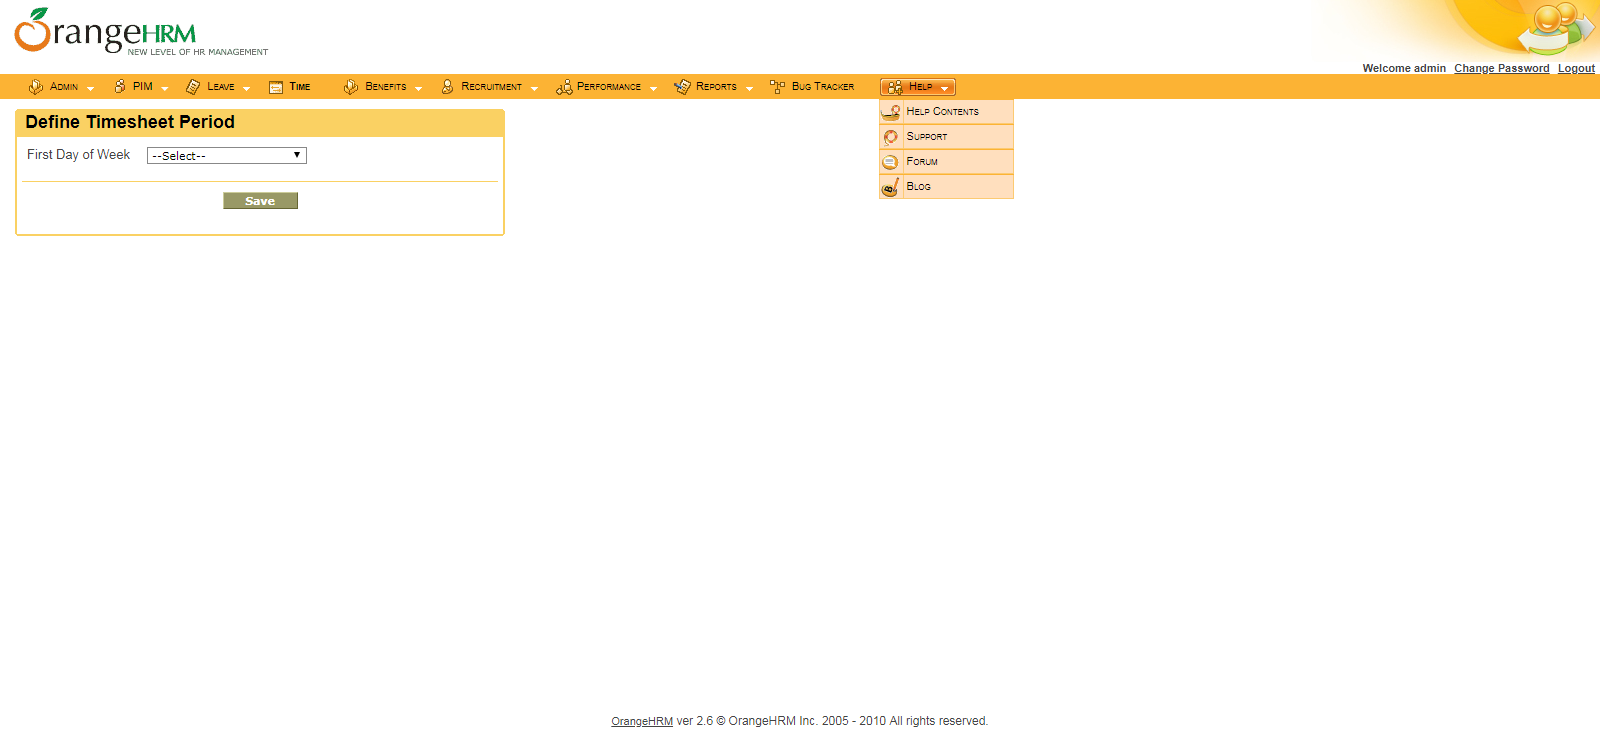 OrangeHRM
NEW LEVEL OF HR MANAGEMENT
Welcome admin Change Password Logout
Admin PIM Leave Time Benefits Recruitment Performance Reports Bug Tracker Help
Help Contents
Support
Forum
Blog
Define Timesheet Period
First Day of Week --Select--
Save
OrangeHRM ver 2.6 © OrangeHRM Inc. 2005 - 2010 All rights reserved.